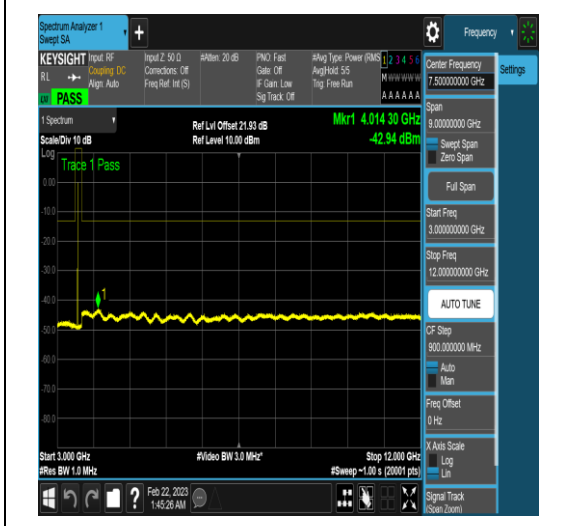 Spectrum Analyzer 1
Swept SA
Frequency
KEYSIGHT
Input: RF
Input Z: 50 Ω
#Atten: 20 dB
PNO: Fast
#Avg Type: Power (RMS
1 2 3 4 5 6
Coupling: DC
Corrections: Off
Gate: Off
Avg|Hold: 5/5
M W W W W W
R L
Align: Auto
Freq Ref: Int (S)
IF Gain: Low
Trig: Free Run
Sig Track: Off
A A A A A A
PASS
1 Spectrum
Ref Lvl Offset 21.93 dB
Mkr1 4.014 30 GHz
Scale/Div 10 dB
Ref Level 10.00 dBm
-42.94 dBm
Log
Trace 1 Pass
0.00
-10.0
-20.0
-30.0
-40.0
-50.0
-60.0
-70.0
-80.0
1
Start 3.000 GHz
#Video BW 3.0 MHz*
Stop 12.000 GHz
#Res BW 1.0 MHz
#Sweep ~1.00 s (20001 pts)
Feb 22, 2023
1:45:26 AM
?
Center Frequency
7.500000000 GHz
Settings
Span
9.00000000 GHz
Swept Span
Zero Span
Full Span
Start Freq
3.000000000 GHz
Stop Freq
12.000000000 GHz
AUTO TUNE
CF Step
900.000000 MHz
Auto
Man
Freq Offset
0 Hz
X Axis Scale
Log
Lin
Signal Track
(Span Zoom)